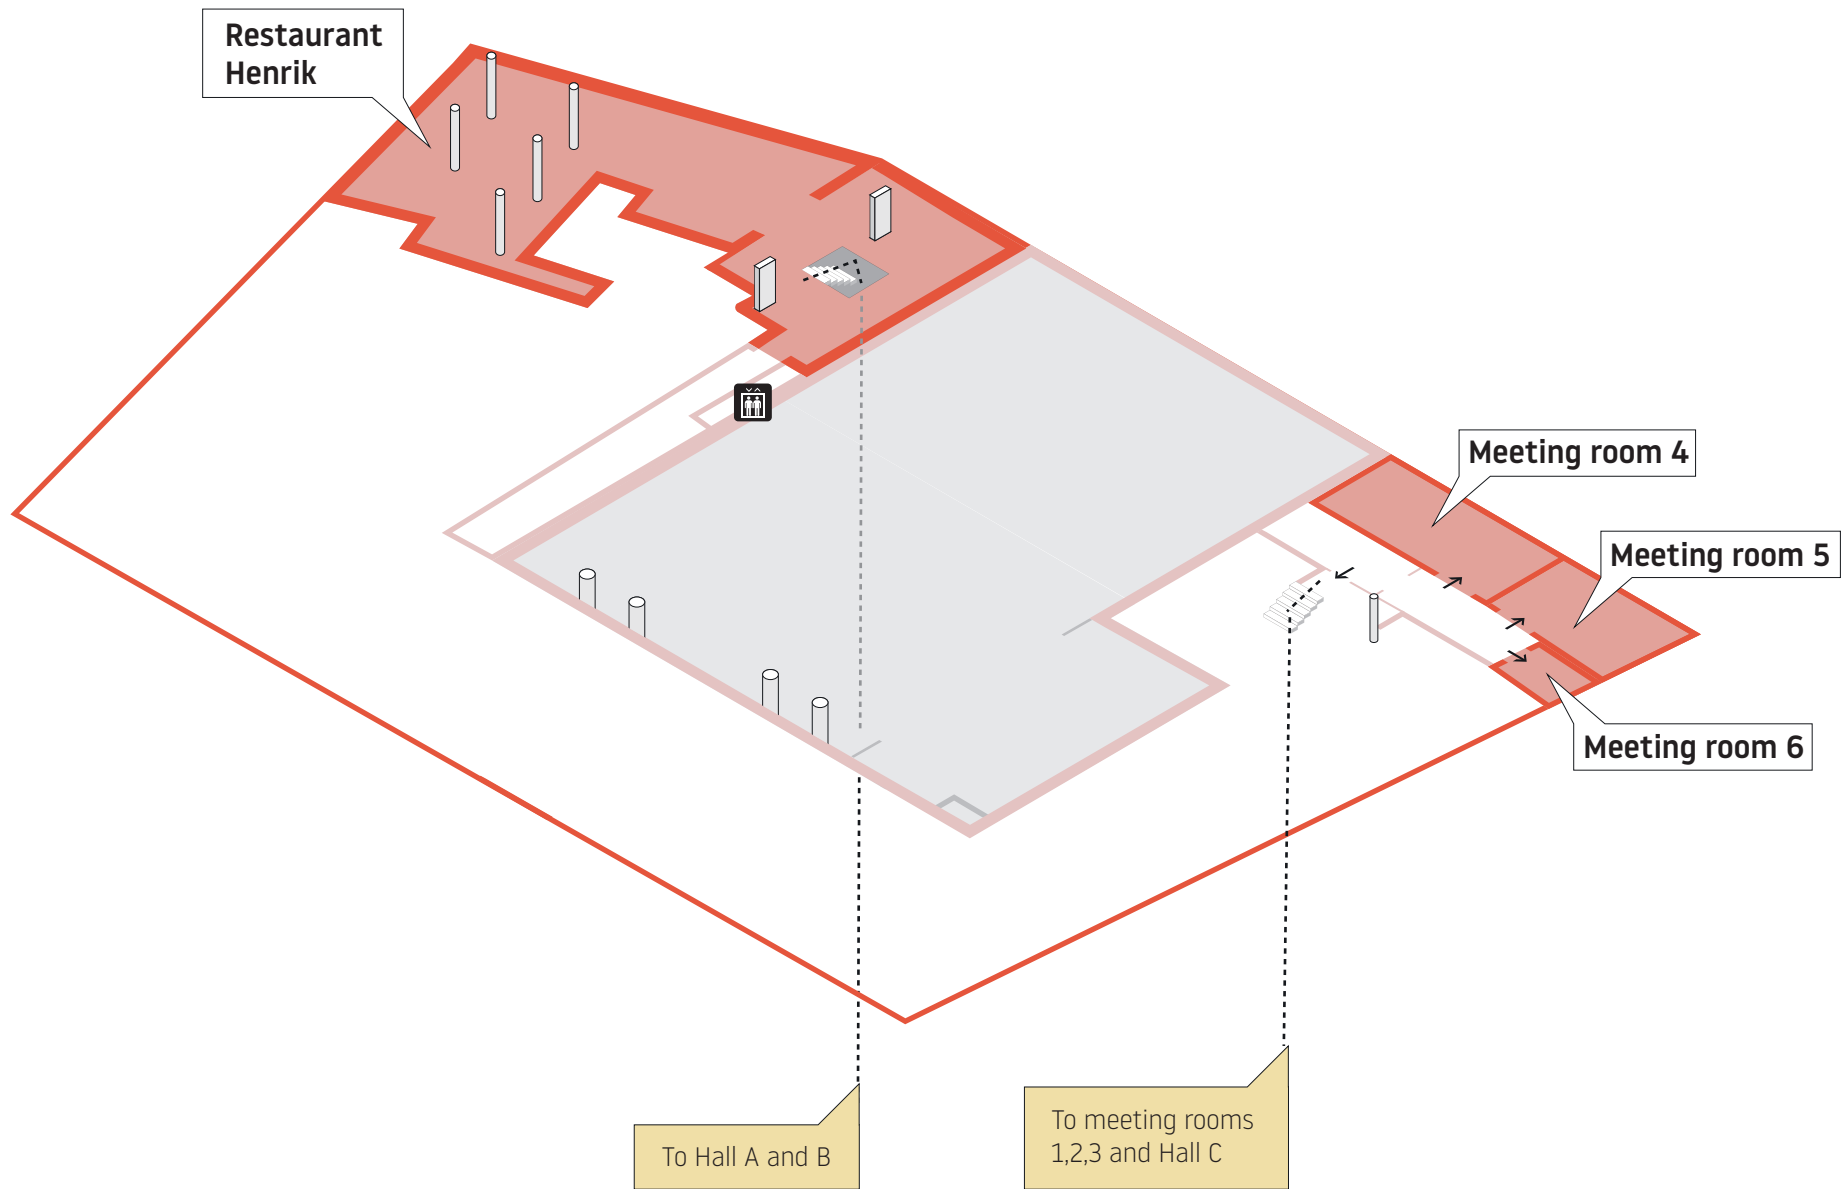 Restaurant
Henrik
Meeting room 4
Meeting room 5
Meeting room 6
To Hall A and B
To meeting rooms
1,2,3 and Hall C